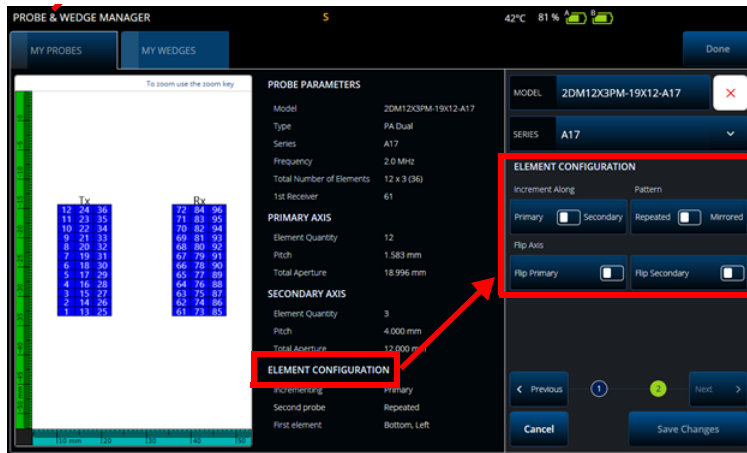 PROBE & WEDGE MANAGER S 42°C 81 % A B
MY PROBES MY WEDGES Done
To zoom use the zoom key
Tx Rx
12 24 36 72 84 96
11 23 35 71 83 95
10 22 34 70 82 94
9 21 33 69 81 93
8 20 32 68 80 92
7 19 31 67 79 91
6 18 30 66 78 90
5 17 29 65 77 89
4 16 28 64 76 88
3 15 27 63 75 87
2 14 26 62 74 86
1 13 25 61 73 85
10 mm 20 30 40 50
PROBE PARAMETERS
Model 2DM12X3PM-19X12-A17
Type PA Dual
Series A17
Frequency 2.0 MHz
Total Number of Elements 12 x 3 (36)
1st Receiver 61
PRIMARY AXIS
Element Quantity 12
Pitch 1.583 mm
Total Aperture 18.996 mm
SECONDARY AXIS
Element Quantity 3
Pitch 4.000 mm
Total Aperture 12.000 mm
ELEMENT CONFIGURATION
Incrementing Primary
Second probe Repeated
First element Bottom, Left
MODEL 2DM12X3PM-19X12-A17
SERIES A17
ELEMENT CONFIGURATION
Increment Along Pattern
Primary Secondary Repeated Mirrored
Flip Axis
Flip Primary Flip Secondary
Previous 1 2 Next
Cancel Save Changes